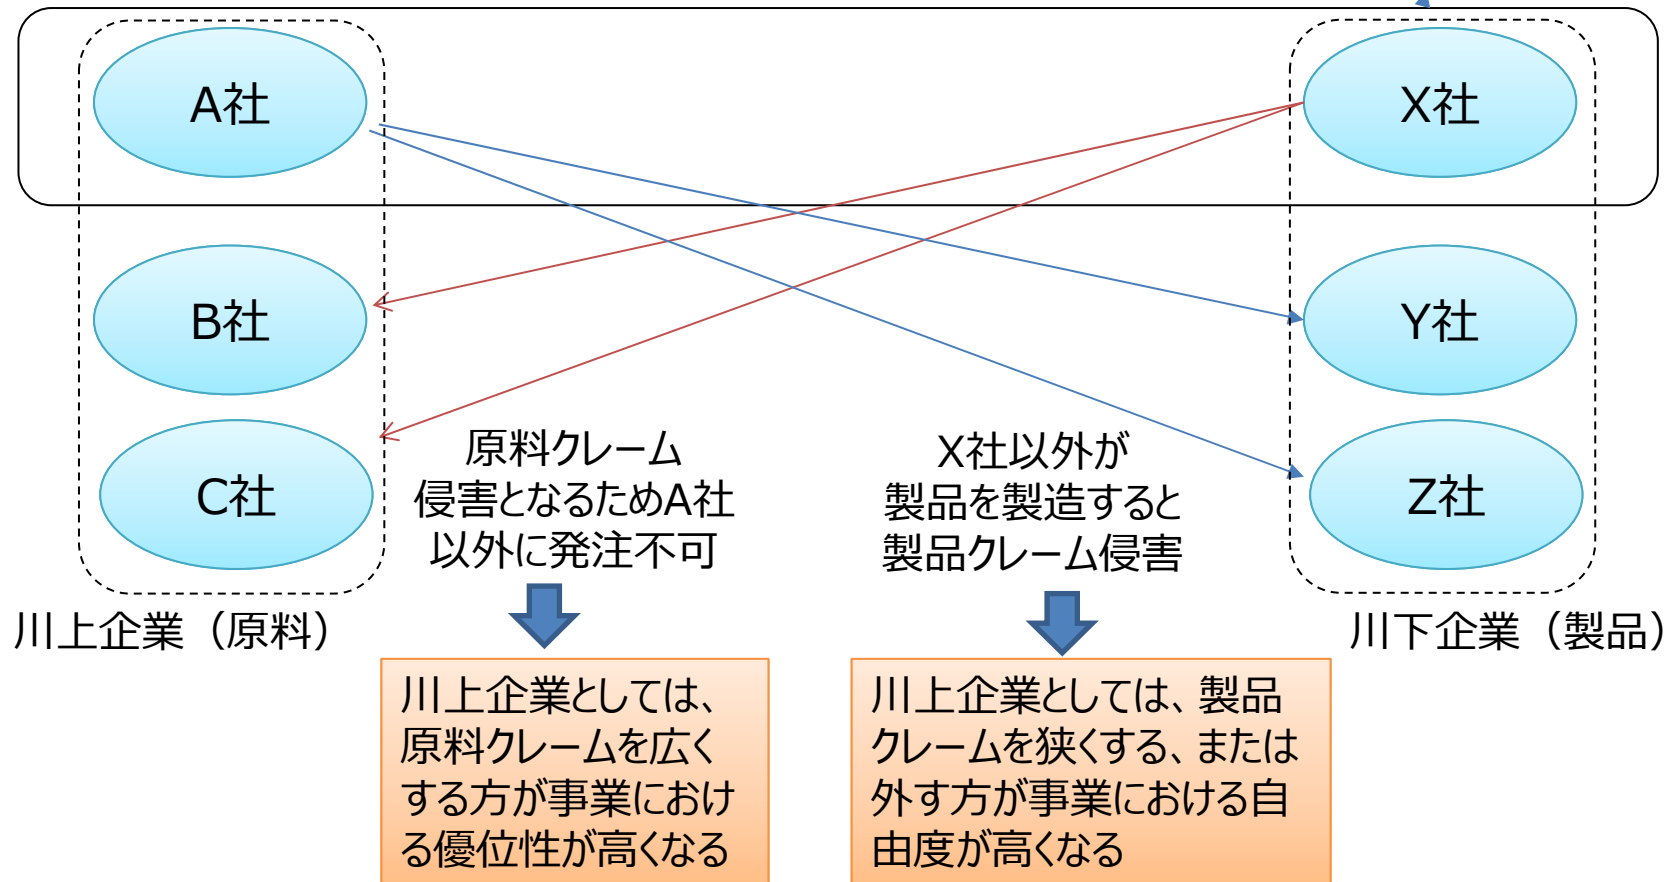 A社
X社
B社
Y社
C社
Z社
原料クレーム
侵害となるためA社
以外に発注不可
X社以外が
製品を製造すると
製品クレーム侵害
川上企業（原料）
川下企業（製品）
川上企業としては、
原料クレームを広く
する方が事業におけ
る優位性が高くなる
川上企業としては、製品
クレームを狭くする、または
外す方が事業における自
由度が高くなる